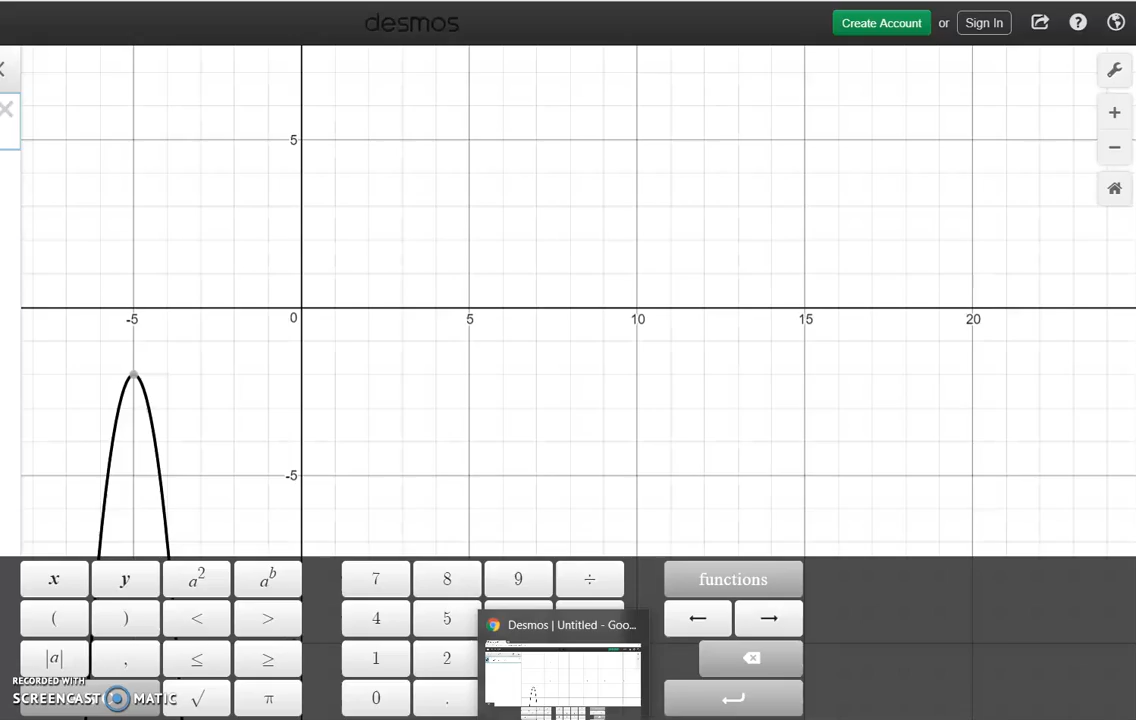 desmos
Create Account or Sign In
5
-5 0 5 10 15 20
-5
x y a² aᵇ 7 8 9 ÷ functions
( ) < > 4 5 ← →
|a| , ≤ ≥ 1 2
√ π 0 .
Desmos | Untitled - Goo...
RECORDED WITH
SCREENCAST MATIC